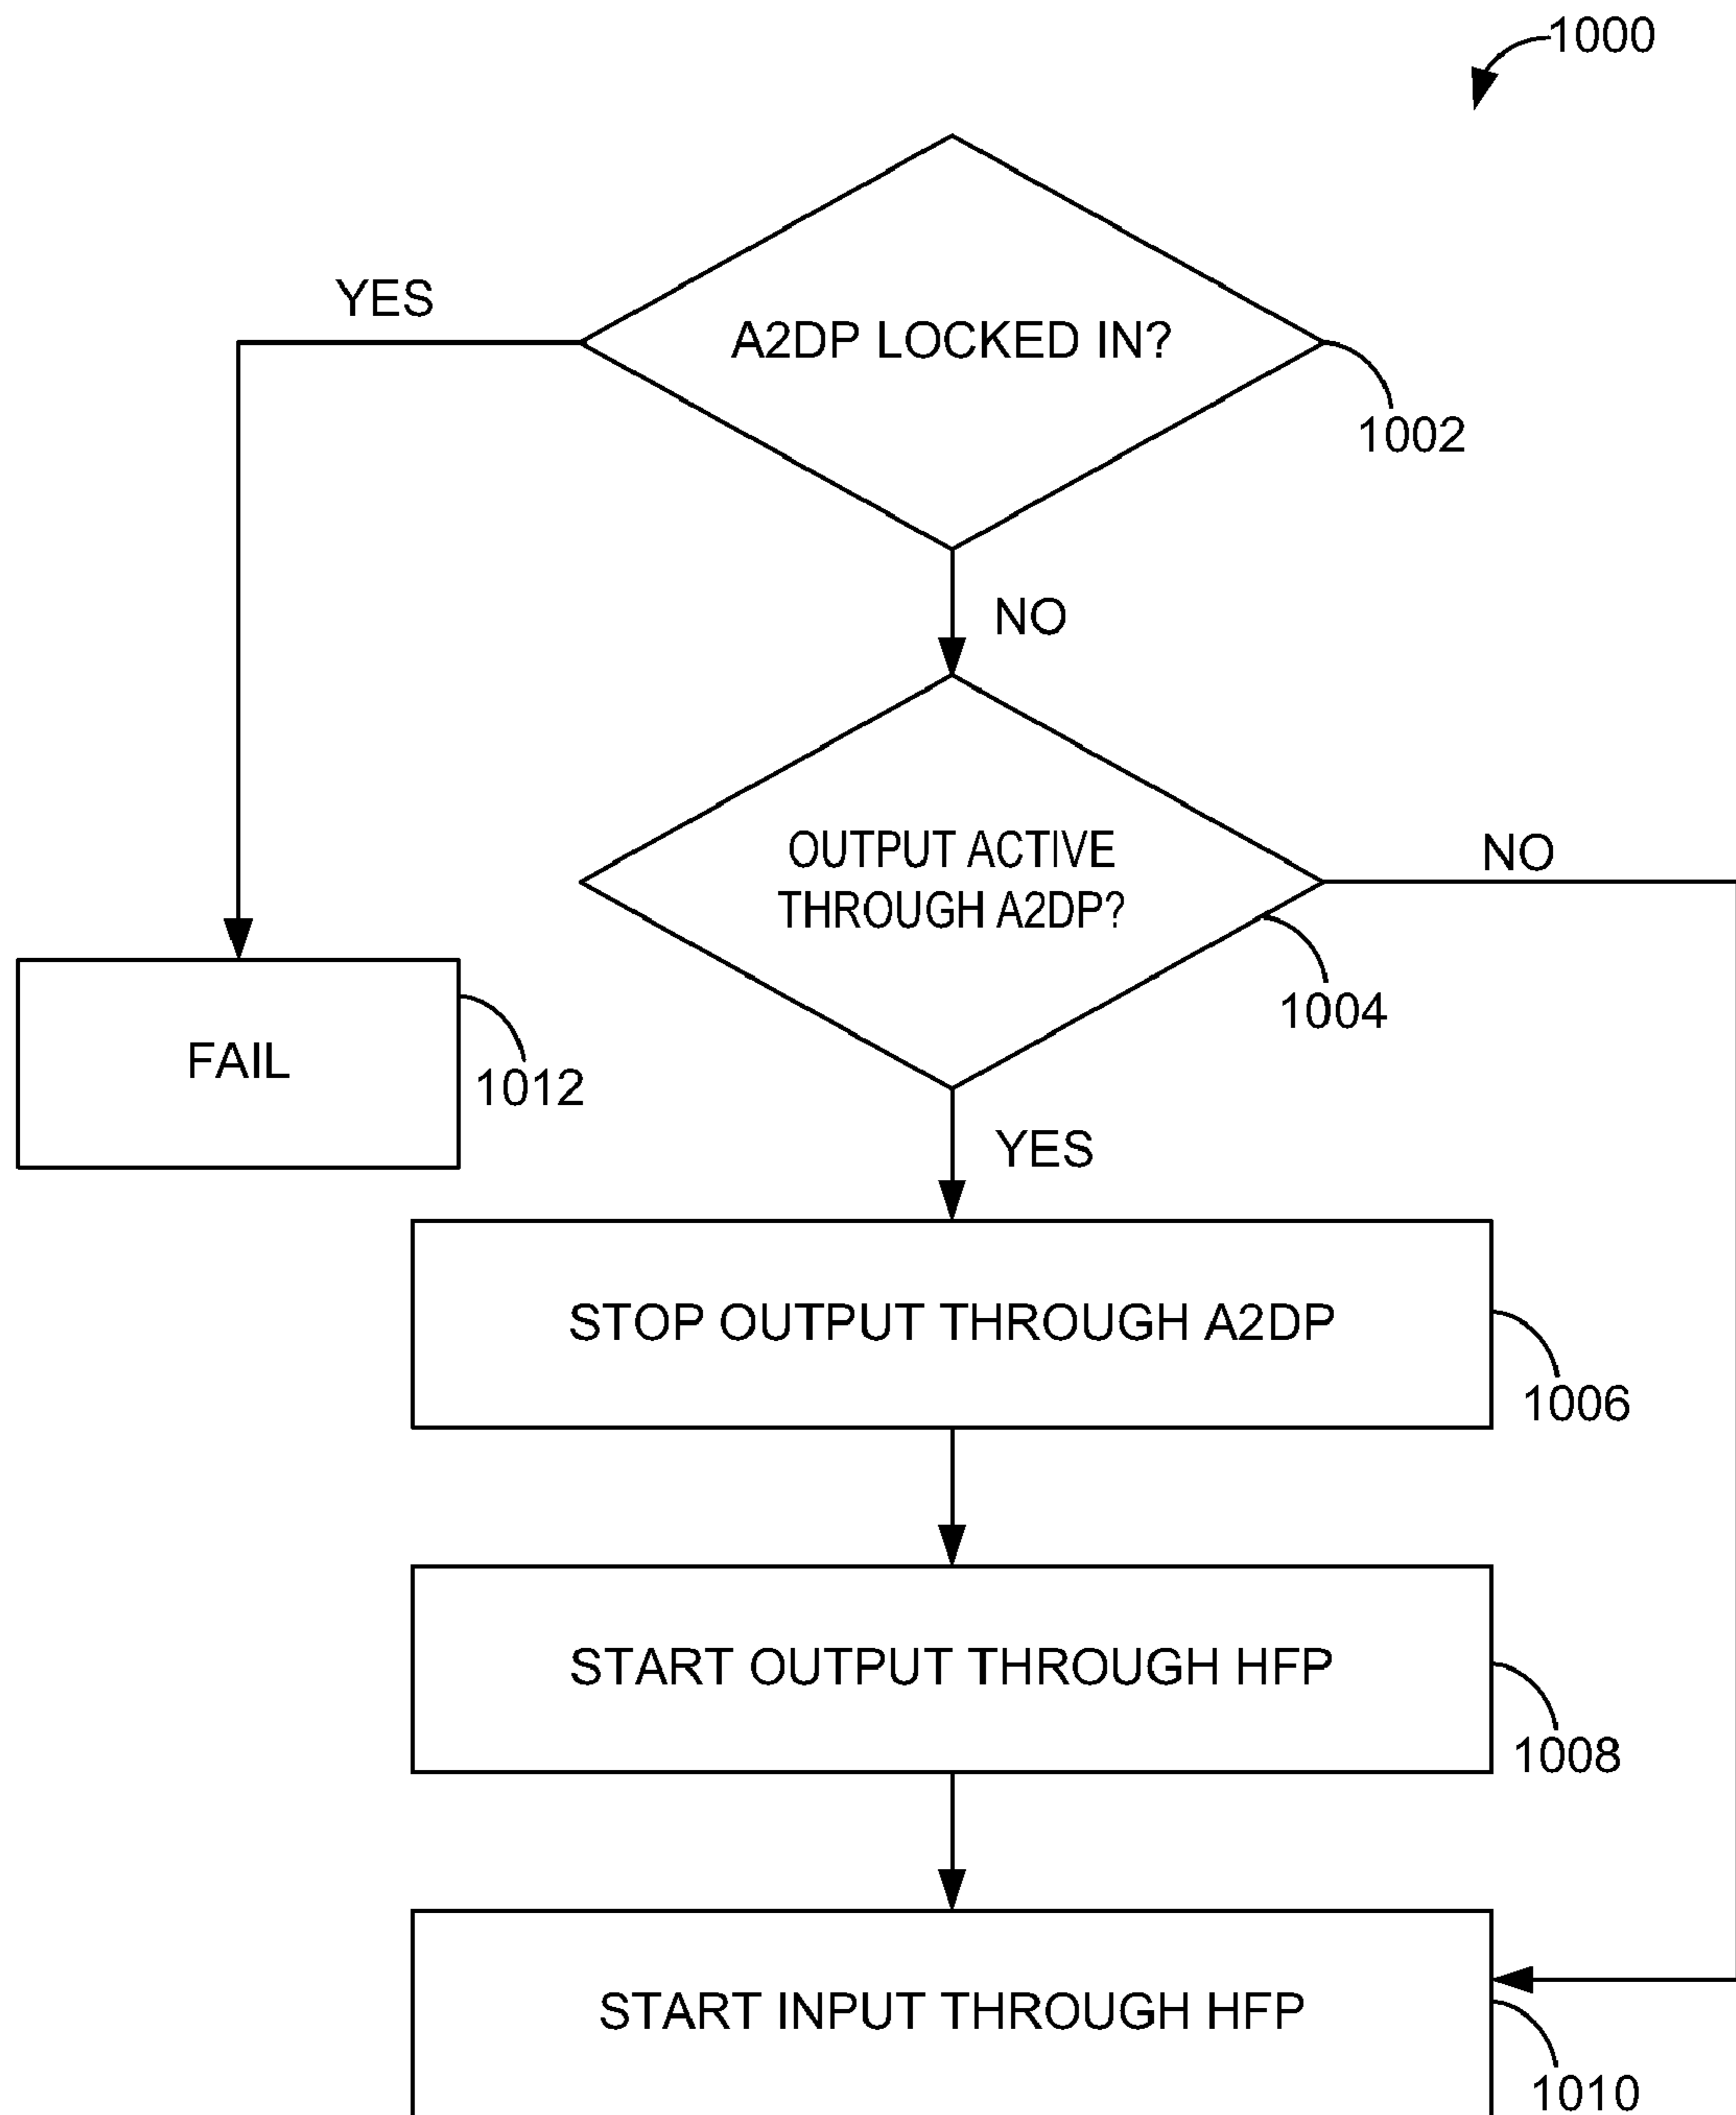 1000
YES
A2DP LOCKED IN?
1002
NO
OUTPUT ACTIVE
THROUGH A2DP?
NO
1004
FAIL
1012
YES
STOP OUTPUT THROUGH A2DP
1006
START OUTPUT THROUGH HFP
1008
START INPUT THROUGH HFP
1010